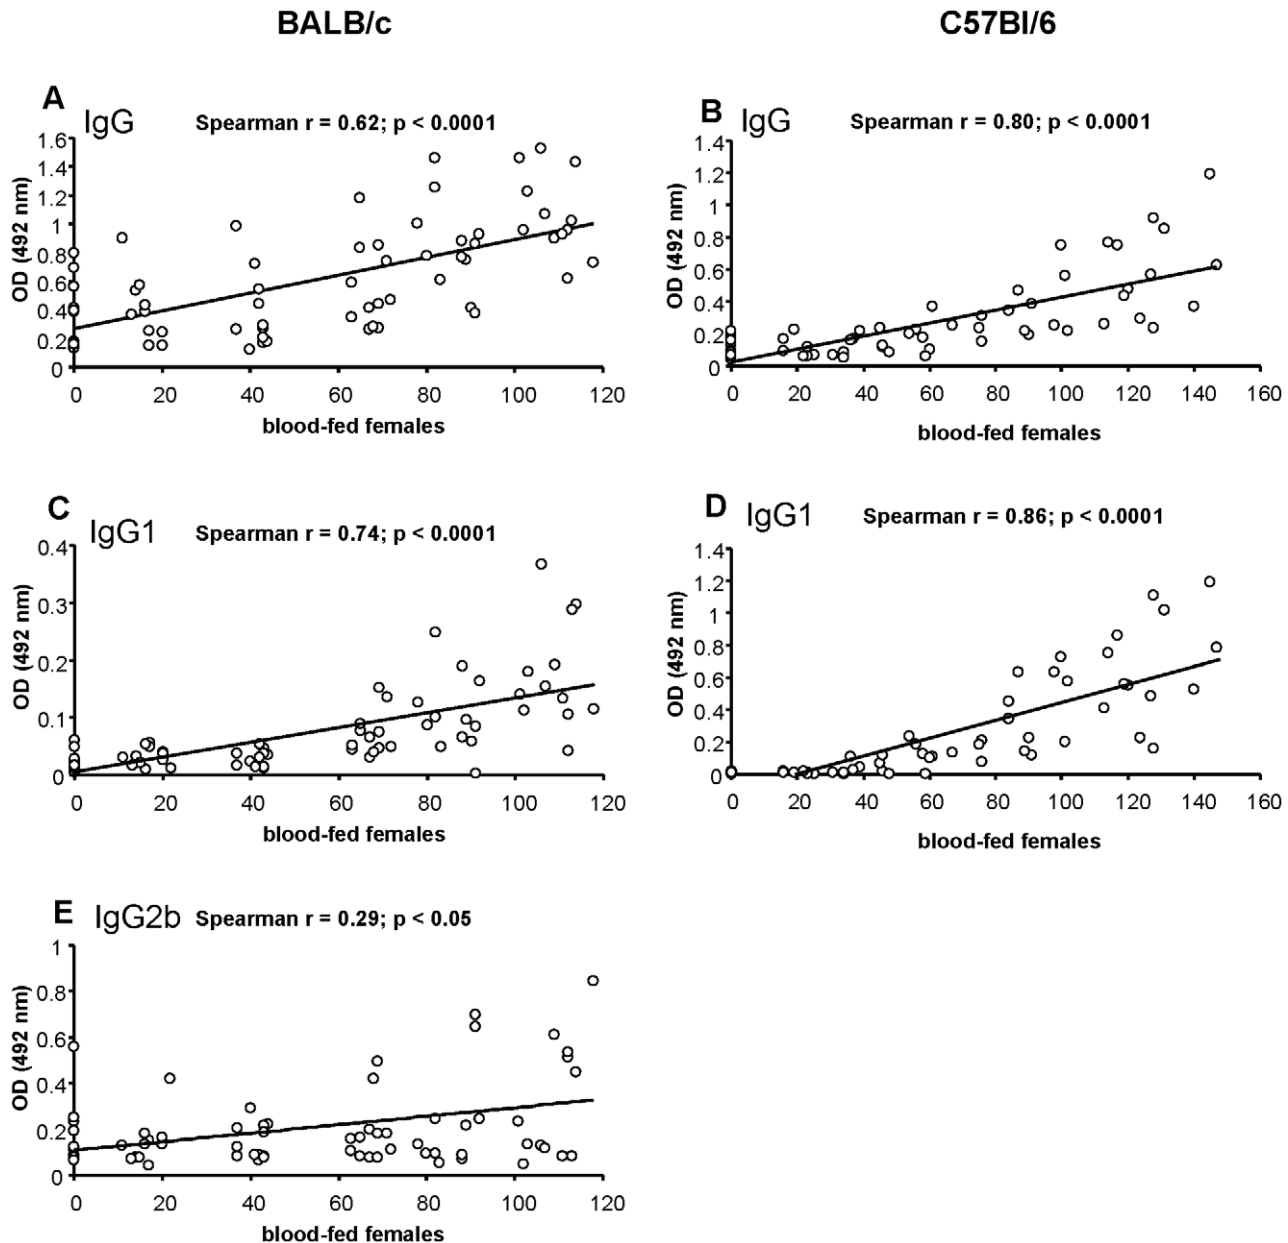 BALB/c
C57Bl/6
A IgG Spearman r = 0.62; p < 0.0001
OD (492 nm)
1.6
1.4
1.2
1
0.8
0.6
0.4
0.2
0
0 20 40 60 80 100 120
blood-fed females
B IgG Spearman r = 0.80; p < 0.0001
OD (492 nm)
1.4
1.2
1
0.8
0.6
0.4
0.2
0
0 20 40 60 80 100 120 140 160
blood-fed females
C IgG1 Spearman r = 0.74; p < 0.0001
OD (492 nm)
0.4
0.3
0.2
0.1
0
0 20 40 60 80 100 120
blood-fed females
D IgG1 Spearman r = 0.86; p < 0.0001
OD (492 nm)
1.4
1.2
1
0.8
0.6
0.4
0.2
0
0 20 40 60 80 100 120 140 160
blood-fed females
E IgG2b Spearman r = 0.29; p < 0.05
OD (492 nm)
1
0.8
0.6
0.4
0.2
0
0 20 40 60 80 100 120
blood-fed females